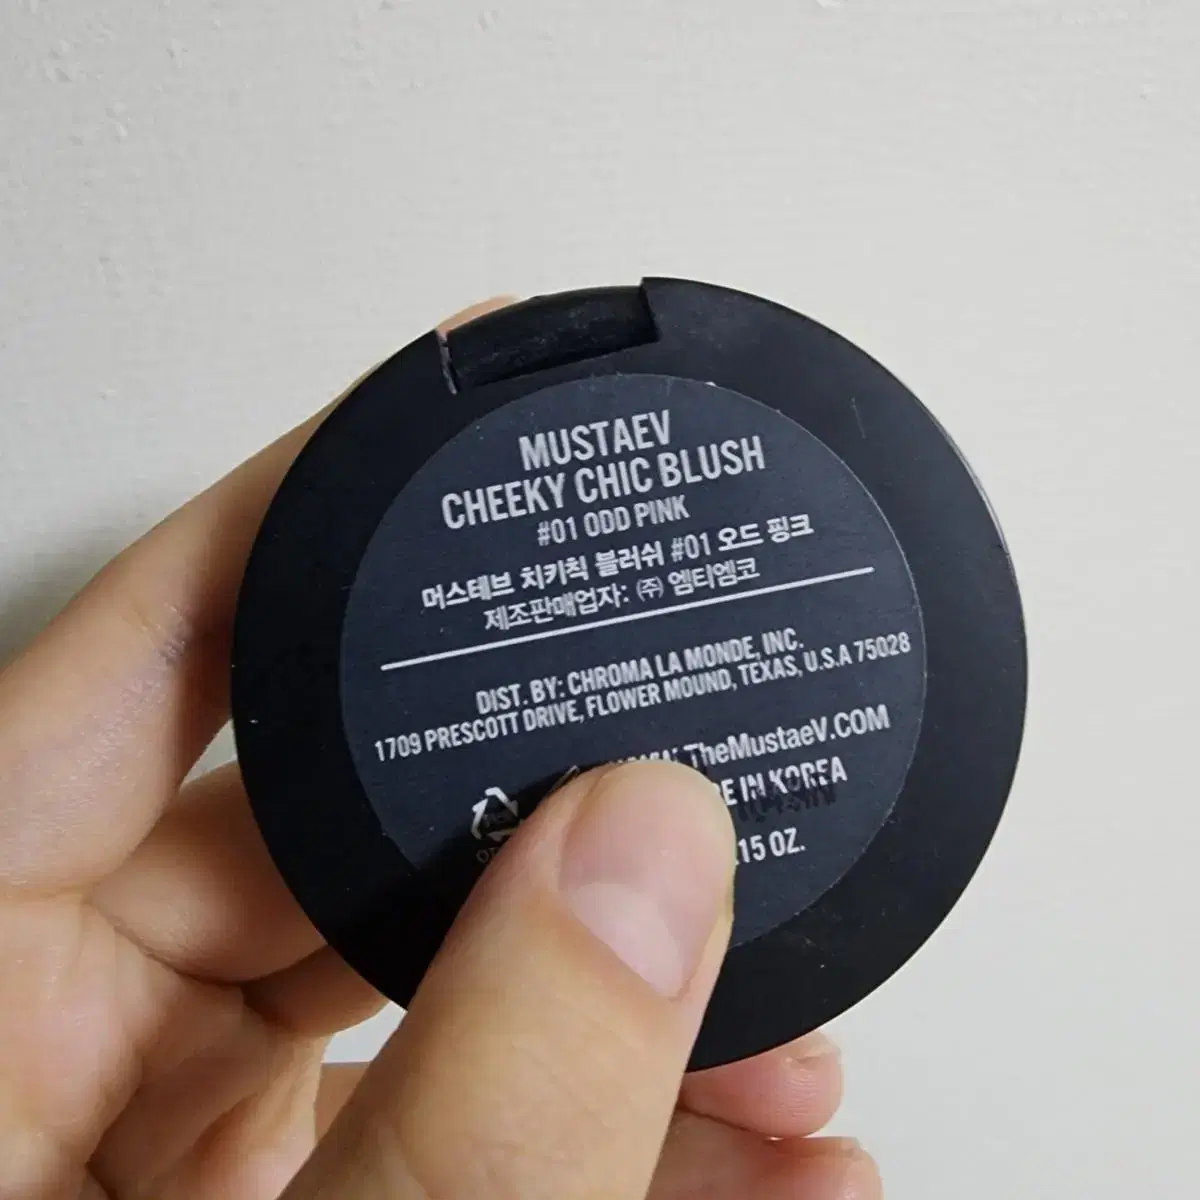 MUSTAEV
CHEEKY CHIC BLUSH
#01 ODD PINK
머스테브 치키칙 블러쉬 #01 오드 핑크
제조판매업자: ㈜ 엠티엠코
DIST. BY: CHROMA LA MONDE, INC.
1709 PRESCOTT DRIVE, FLOWER MOUND, TEXAS, U.S.A 75028
TheMustaeV.COM
IN KOREA
OZ.